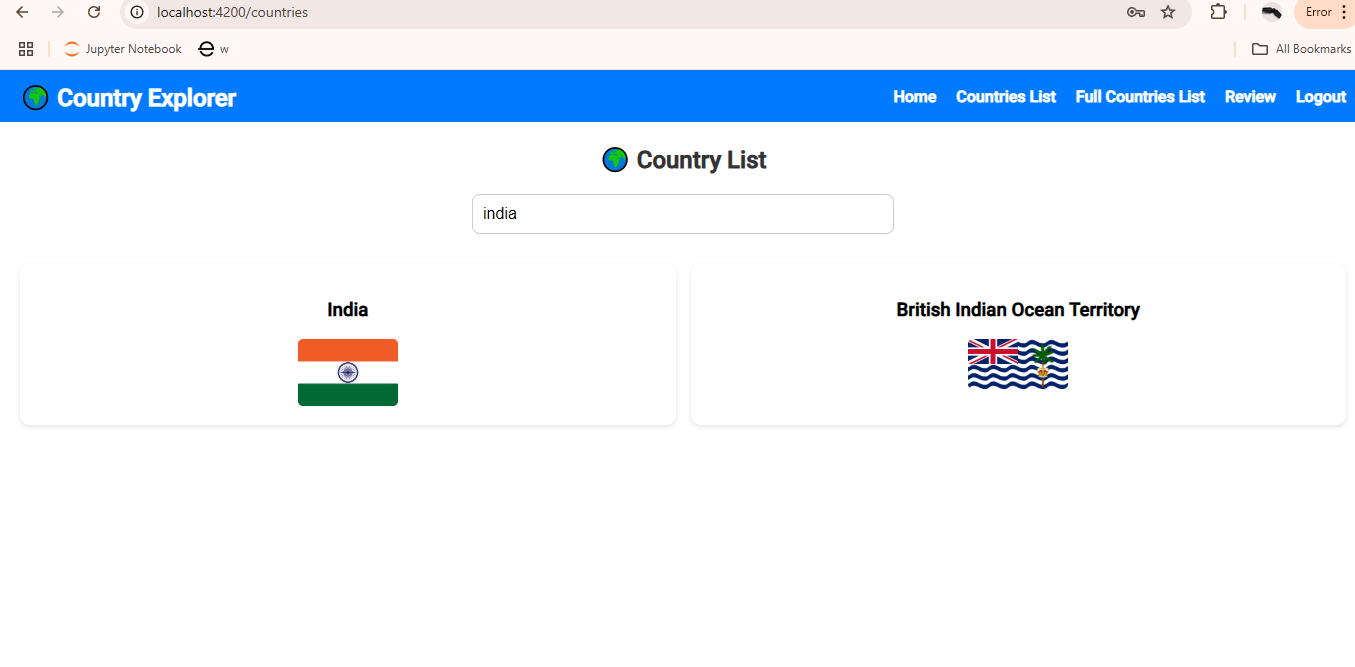 localhost:4200/countries
Error
Jupyter Notebook
w
All Bookmarks
Country Explorer
Home
Countries List
Full Countries List
Review
Logout
Country List
india
India
British Indian Ocean Territory